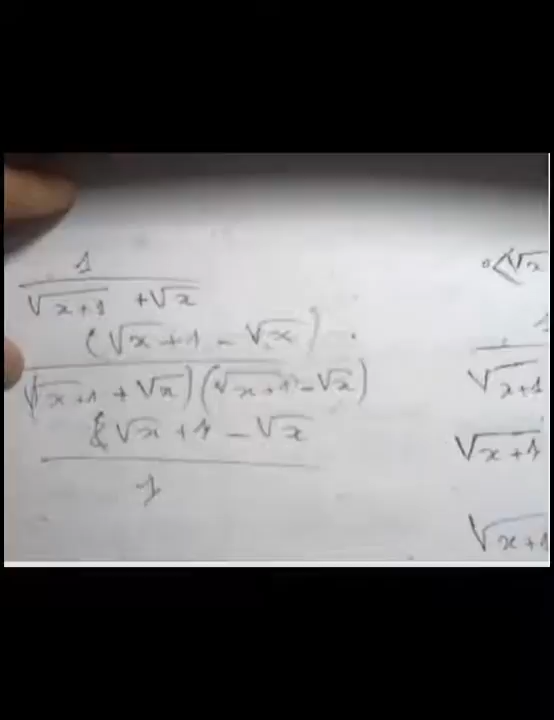 1
√x+1 + √x
(√x+1 - √x)
(√x+1 + √x)(√x+1 - √x)
√x+1 - √x
1
√x
√x+1
√x+1
√x+1